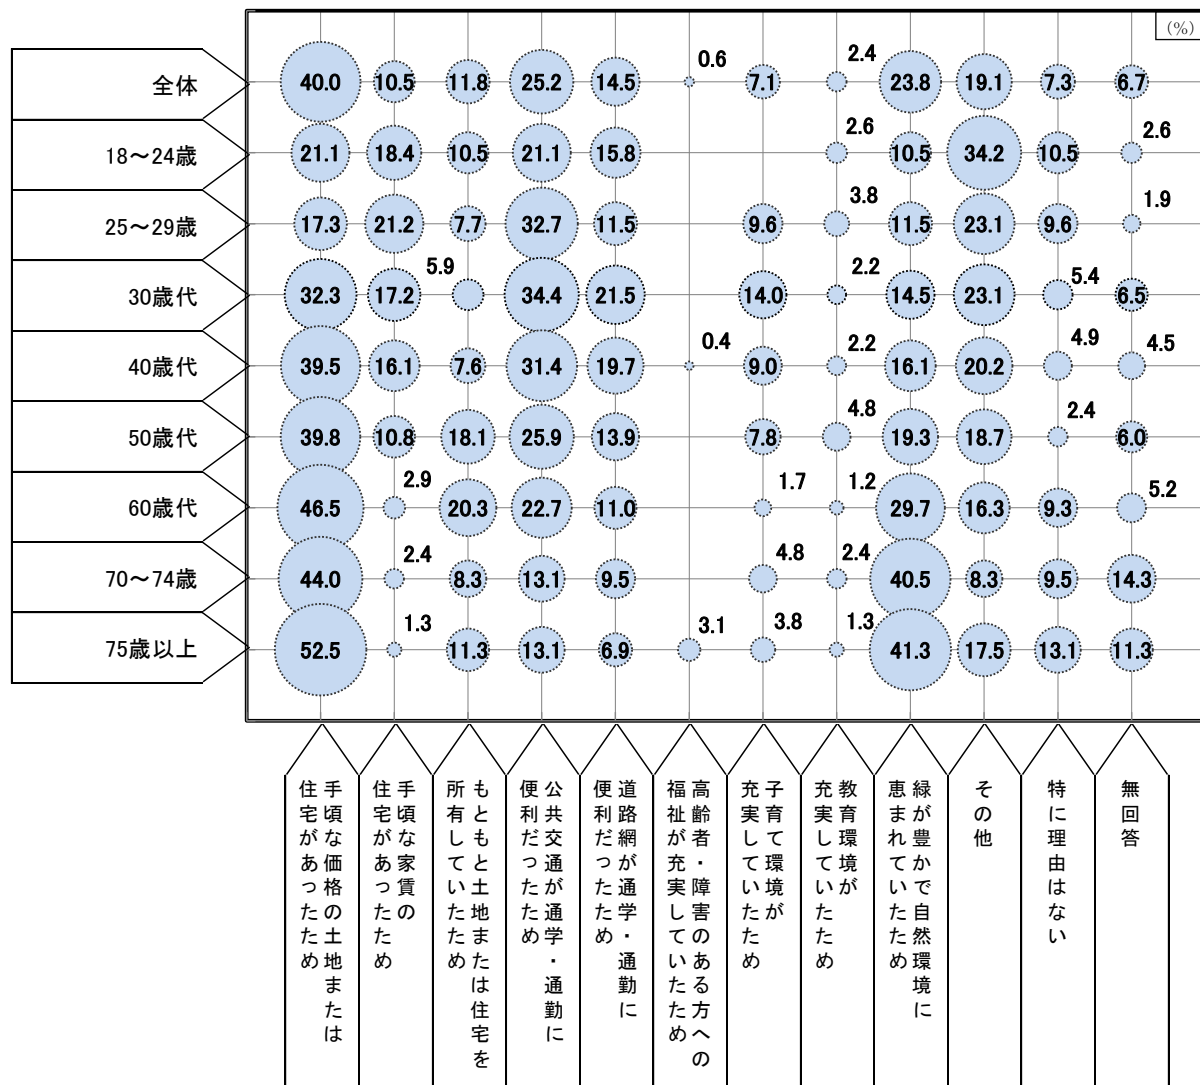 (%)
全体 40.0 10.5 11.8 25.2 14.5 0.6 7.1 2.4 23.8 19.1 7.3 6.7
18～24歳 21.1 18.4 10.5 21.1 15.8 2.6 10.5 34.2 10.5 2.6
25～29歳 17.3 21.2 7.7 32.7 11.5 9.6 3.8 11.5 23.1 9.6 1.9
30歳代 32.3 17.2 5.9 34.4 21.5 14.0 2.2 14.5 23.1 5.4 6.5
40歳代 39.5 16.1 7.6 31.4 19.7 0.4 9.0 2.2 16.1 20.2 4.9 4.5
50歳代 39.8 10.8 18.1 25.9 13.9 7.8 4.8 19.3 18.7 2.4 6.0
60歳代 46.5 2.9 20.3 22.7 11.0 1.7 1.2 29.7 16.3 9.3 5.2
70～74歳 44.0 2.4 8.3 13.1 9.5 4.8 2.4 40.5 8.3 9.5 14.3
75歳以上 52.5 1.3 11.3 13.1 6.9 3.1 3.8 1.3 41.3 17.5 13.1 11.3
手頃な価格の土地または
住宅があったため
手頃な家賃の
住宅があったため
もともと土地または住宅を
所有していたため
公共交通が通学・通勤に
便利だったため
道路網が通学・通勤に
便利だったため
高齢者・障害のある方への
福祉が充実していたため
子育て環境が
充実していたため
教育環境が
充実していたため
緑が豊かで自然環境に
恵まれていたため
その他
特に理由はない
無回答